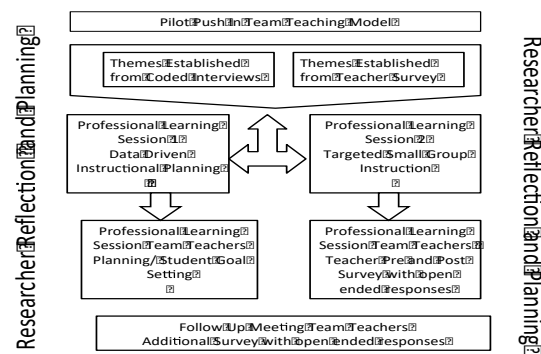 Pilot Push In Team Teaching Model
Themes Established
from Coded Interviews
Themes Established
from Teacher Survey
Professional Learning
Session 1
Data Driven
Instructional Planning
Professional Learning
Session 2
Targeted Small Group
Instruction
Professional Learning
Session Team Teachers
Planning/ Student Goal
Setting
Professional Learning
Session Team Teachers
Teacher Pre and Post
Survey with open
ended responses
Follow Up Meeting Team Teachers
Additional Survey with open ended responses
Researcher Reflection and Planning
Researcher Reflection and Planning